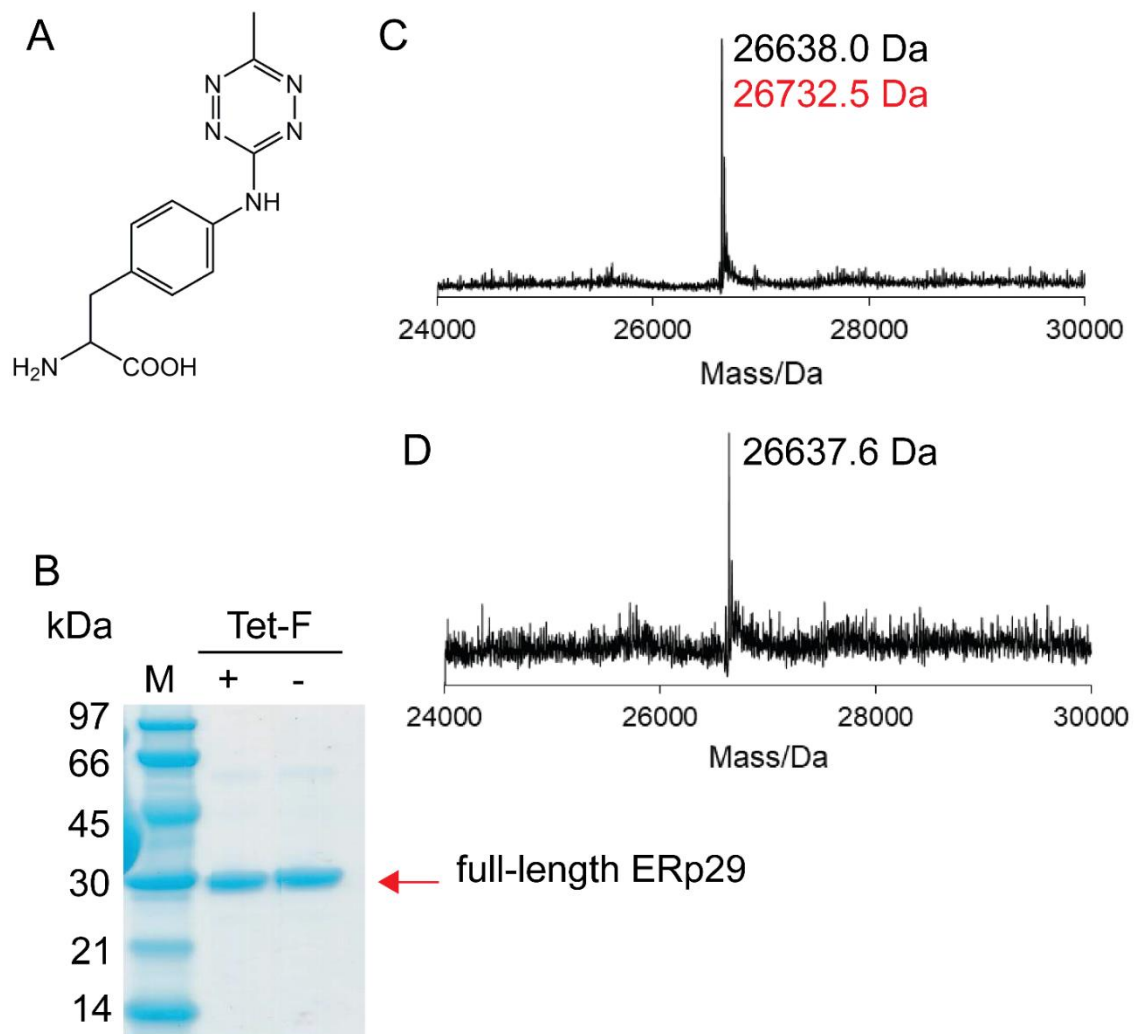 A
N
N
N
N
NH
H₂N
COOH
C
26638.0 Da
26732.5 Da
24000 26000 28000 30000
Mass/Da
D
26637.6 Da
24000 26000 28000 30000
Mass/Da
B
kDa
Tet-F
M + -
97
66
45
30
21
14
full-length ERp29